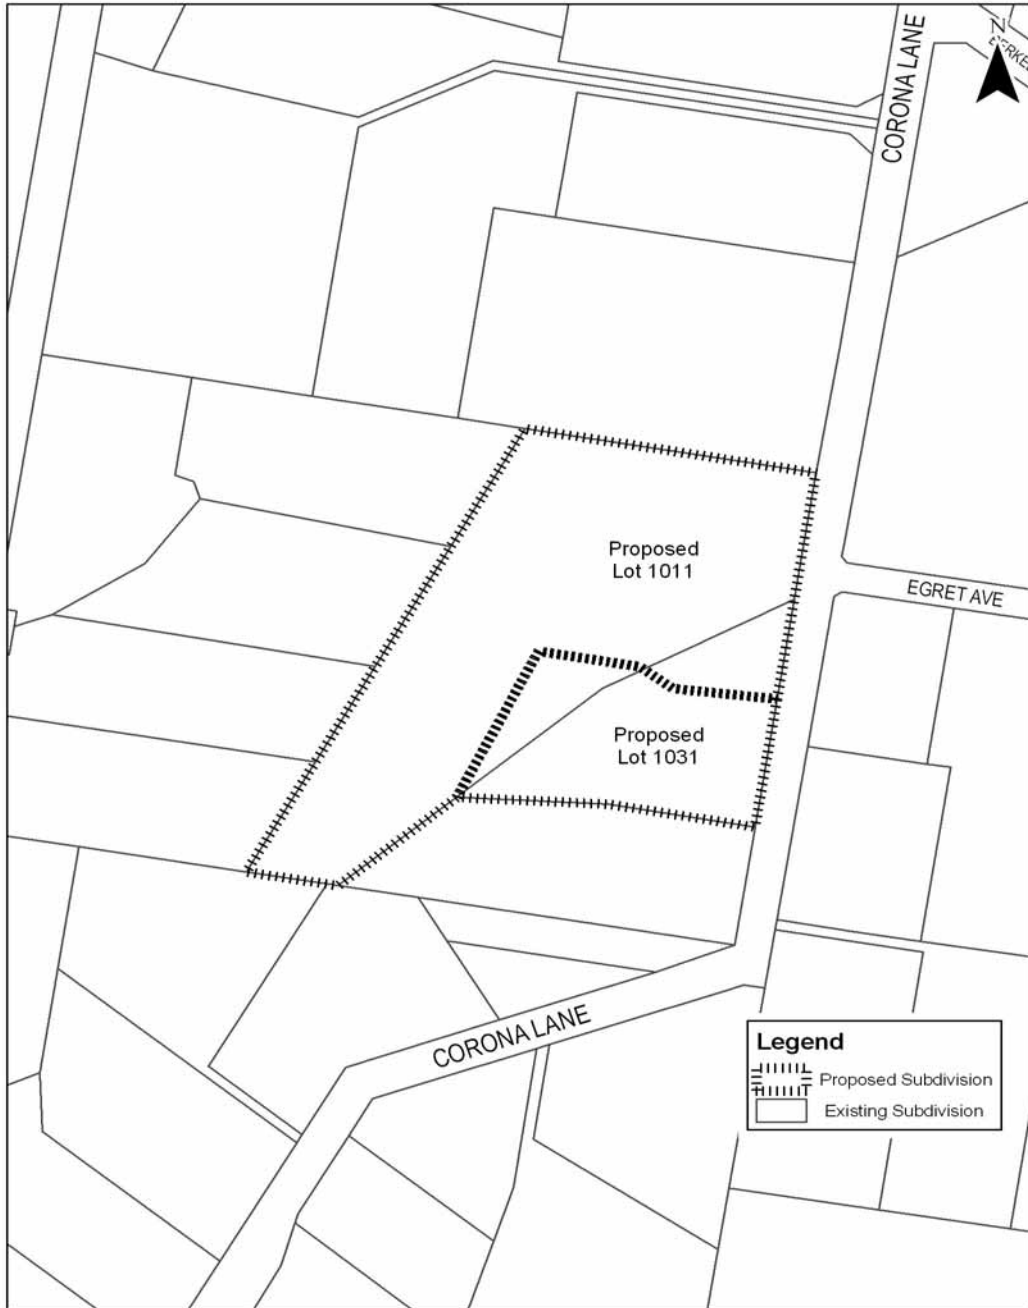 CORONA LANE
N
Proposed
Lot 1011
EGRET AVE
Proposed
Lot 1031
CORONA LANE
Legend
Proposed Subdivision
Existing Subdivision